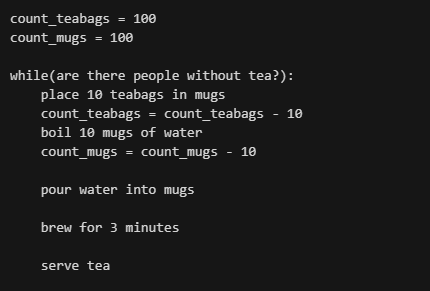 count_teabags = 100
count_mugs = 100
while(are there people without tea?):
place 10 teabags in mugs
count_teabags = count_teabags - 10
boil 10 mugs of water
count_mugs = count_mugs - 10
pour water into mugs
brew for 3 minutes
serve tea